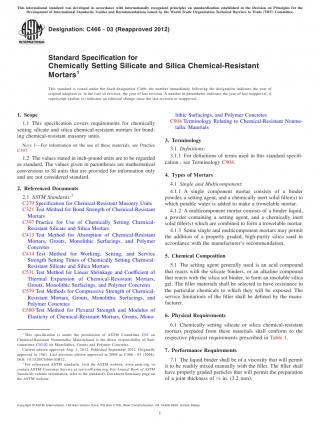 This international standard was developed in accordance with internationally recognized principles on standardization established in the Decision on Principles for the
Development of International Standards, Guides and Recommendations issued by the World Trade Organization Technical Barriers to Trade (TBT) Committee.
Designation: C466 – 03 (Reapproved 2012)
ASTM
INTERNATIONAL
Standard Specification for
Chemically Setting Silicate and Silica Chemical-Resistant
Mortars1
This standard is issued under the fixed designation C466; the number immediately following the designation indicates the year of
original adoption or, in the case of revision, the year of last revision. A number in parentheses indicates the year of last reapproval. A
superscript epsilon (ε) indicates an editorial change since the last revision or reapproval.
1. Scope
1.1 This specification covers requirements for chemically
setting silicate and silica chemical-resistant mortars for bond-
ing chemical-resistant masonry units.
NOTE 1—For information on the use of these materials, see Practice
C397.
1.2 The values stated in inch-pound units are to be regarded
as standard. The values given in parentheses are mathematical
conversions to SI units that are provided for information only
and are not considered standard.
2. Referenced Documents
2.1 ASTM Standards:2
C279 Specification for Chemical-Resistant Masonry Units
C321 Test Method for Bond Strength of Chemical-Resistant
Mortars
C397 Practice for Use of Chemically Setting Chemical-
Resistant Silicate and Silica Mortars
C413 Test Method for Absorption of Chemical-Resistant
Mortars, Grouts, Monolithic Surfacings, and Polymer
Concretes
C414 Test Method for Working, Setting, and Service
Strength Setting Times of Chemically Setting Chemical-
Resistant Silicate and Silica Mortars
C531 Test Method for Linear Shrinkage and Coefficient of
Thermal Expansion of Chemical-Resistant Mortars,
Grouts, Monolithic Surfacings, and Polymer Concretes
C579 Test Methods for Compressive Strength of Chemical-
Resistant Mortars, Grouts, Monolithic Surfacings, and
Polymer Concretes
C580 Test Method for Flexural Strength and Modulus of
Elasticity of Chemical-Resistant Mortars, Grouts, Mono-
1 This specification is under the jurisdiction of ASTM Committee
Chemical-Resistant Nonmetallic Materials and is the direct responsibility of Sub-
committee on Monolithic, Grouts and Polymer Concretes.
Current edition approved Aug. 1, 2012. Published September 2012. Originally
approved in 1961. Last previous edition approved in 2008 as C466 – 03 (2008).
DOI: 10.1520/C0466-03R12.
2 For referenced ASTM standards, visit the ASTM website, www.astm.org, or
contact ASTM Customer Service at service@astm.org. For Annual Book of ASTM
Standards volume information, refer to the standard's Document Summary page on
the ASTM website.
lithic Surfacings, and Polymer Concretes
C904 Terminology Relating to Chemical-Resistant Nonme-
tallic Materials
3. Terminology
3.1 Definitions:
3.1.1 For definitions of terms used in this standard specifi-
cation , see Terminology C904.
4. Types of Mortars
4.1 Single and Multicomponent:
4.1.1 A single component mortar consists of a binder
powder, a setting agent, and a chemically inert solid filler(s) to
which potable water is added to make a trowelable mortar.
4.1.2 A multicomponent mortar consists of a binder liquid,
a powder containing a setting agent, and a chemically inert
solid filler(s) which are combined to form a trowelable mortar.
4.1.3 Some single and multicomponent mortars may permit
the addition of a properly graded, high-purity silica sand in
accordance with the manufacturer's recommendation.
5. Chemical Composition
5.1 The setting agent generally used is an acid compound
that reacts with the silicate binders, or an alkaline compound
that reacts with the silica sol binder, to form an insoluble silica
gel. The filler materials shall be selected to have resistance to
the particular chemicals to which they will be exposed. The
service limitations of the filler shall be defined by the manu-
facturer.
6. Physical Requirements
6.1 Chemically setting silicate or silica chemical-resistant
mortars prepared from these materials shall conform to the
respective physical requirements prescribed in Table 1.
7. Performance Requirements
7.1 The liquid binder shall be of a viscosity that will permit
it to be readily mixed manually with the filler. The filler shall
have properly graded particles that will permit the preparation
of a joint thickness of 1⁄8 in. (3.2 mm).
Copyright © ASTM International, 100 Barr Harbor Drive, PO Box C700, West Conshohocken, PA 19428-2959. United States
1